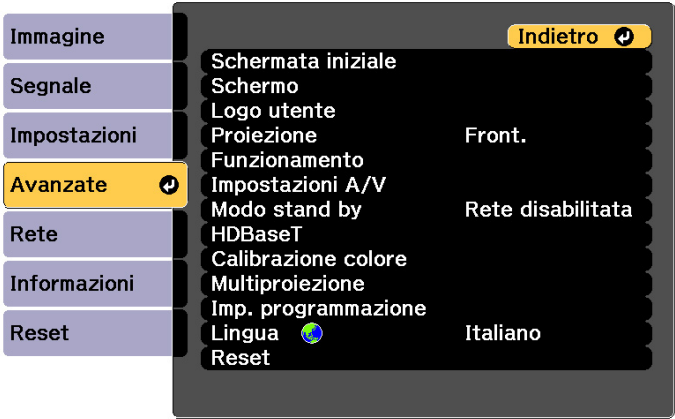 Immagine
Segnale
Impostazioni
Avanzate
Rete
Informazioni
Reset
Indietro
Schermata iniziale
Schermo
Logo utente
Proiezione Front.
Funzionamento
Impostazioni A/V
Modo stand by Rete disabilitata
HDBaseT
Calibrazione colore
Multiproiezione
Imp. programmazione
Lingua Italiano
Reset